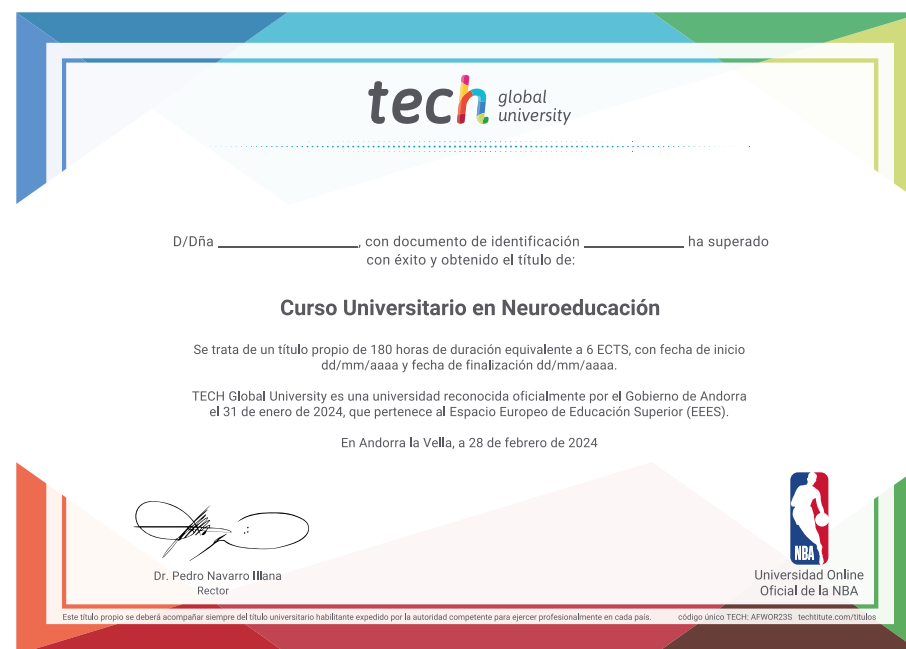 tech global university
D/Dña ____________, con documento de identificación ____________ ha superado
con éxito y obtenido el título de:
Curso Universitario en Neuroeducación
Se trata de un título propio de 180 horas de duración equivalente a 6 ECTS, con fecha de inicio
dd/mm/aaaa y fecha de finalización dd/mm/aaaa.
TECH Global University es una universidad reconocida oficialmente por el Gobierno de Andorra
el 31 de enero de 2024, que pertenece al Espacio Europeo de Educación Superior (EEES).
En Andorra la Vella, a 28 de febrero de 2024
Dr. Pedro Navarro Illana
Rector
NBA
Universidad Online
Oficial de la NBA
Este título propio se deberá acompañar siempre del título universitario habilitante expedido por la autoridad competente para ejercer profesionalmente en cada país. código único TECH: AFWOR23S techtitute.com/titulos